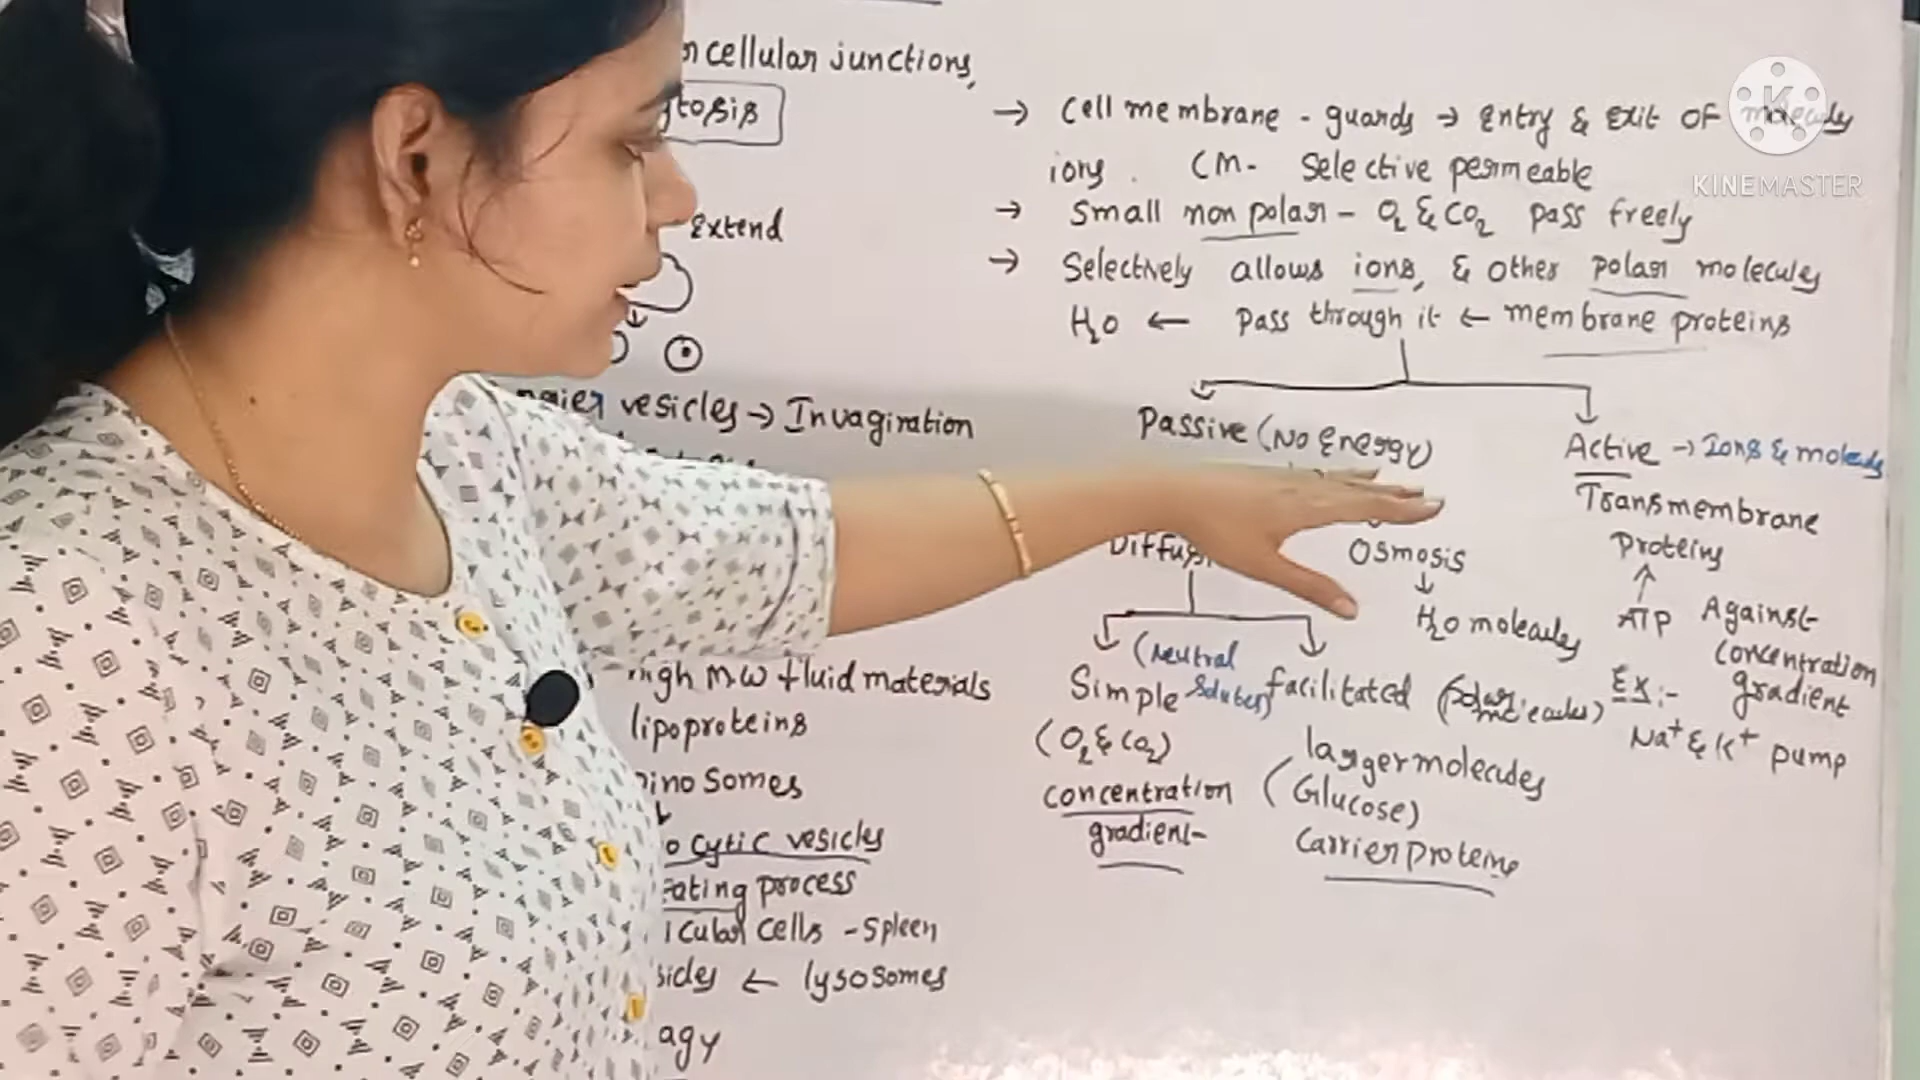 cellular junctions,
Extend
vesicles → Invagination
high MW fluid materials
lipoproteins
pinosomes
cytic vesicles
Eating process
cells - Spleen
← lysosomes
agy
→ Cell membrane - guards → Entry & Exit of molecules
ions. CM - Selective permeable
→ Small non polar - O2 & CO2 pass freely
→ Selectively allows ions, & other polar molecules
H2O ← pass through it ← membrane proteins
Passive (No Energy)
Active → Ions & molecules
Transmembrane
Proteins
↑
ATP
Against
Concentration
gradient
Ex:-
Na+ & K+ pump
Osmosis
↓
H2O molecules
Simple (Neutral Solutes)
(O2 & CO2)
Concentration
gradient
facilitated (Polar molecules)
larger molecules
(Glucose)
Carrier proteins
KINEMASTER